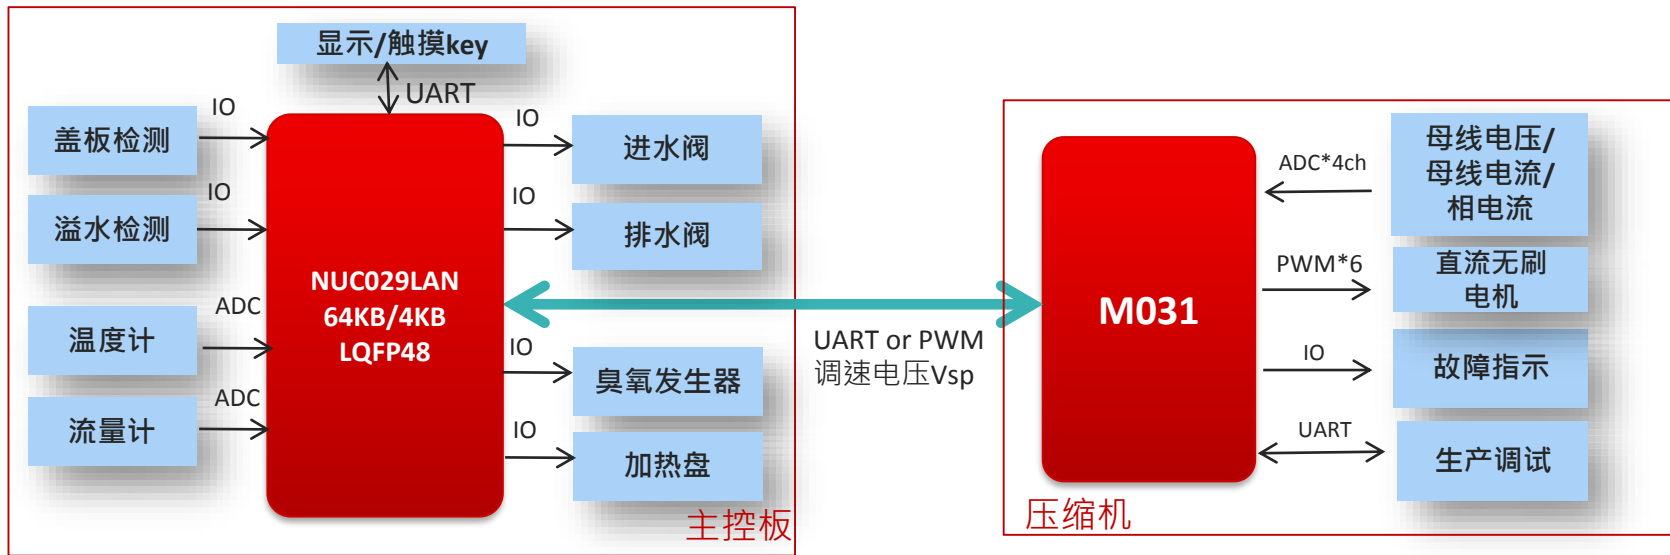 显示/触摸key
UART
IO
盖板检测
IO
溢水检测
ADC
温度计
ADC
流量计
NUC029LAN
64KB/4KB
LQFP48
IO
进水阀
IO
排水阀
IO
臭氧发生器
IO
加热盘
主控板
UART or PWM
调速电压Vsp
M031
ADC*4ch
母线电压/
母线电流/
相电流
PWM*6
直流无刷
电机
IO
故障指示
UART
生产调试
压缩机